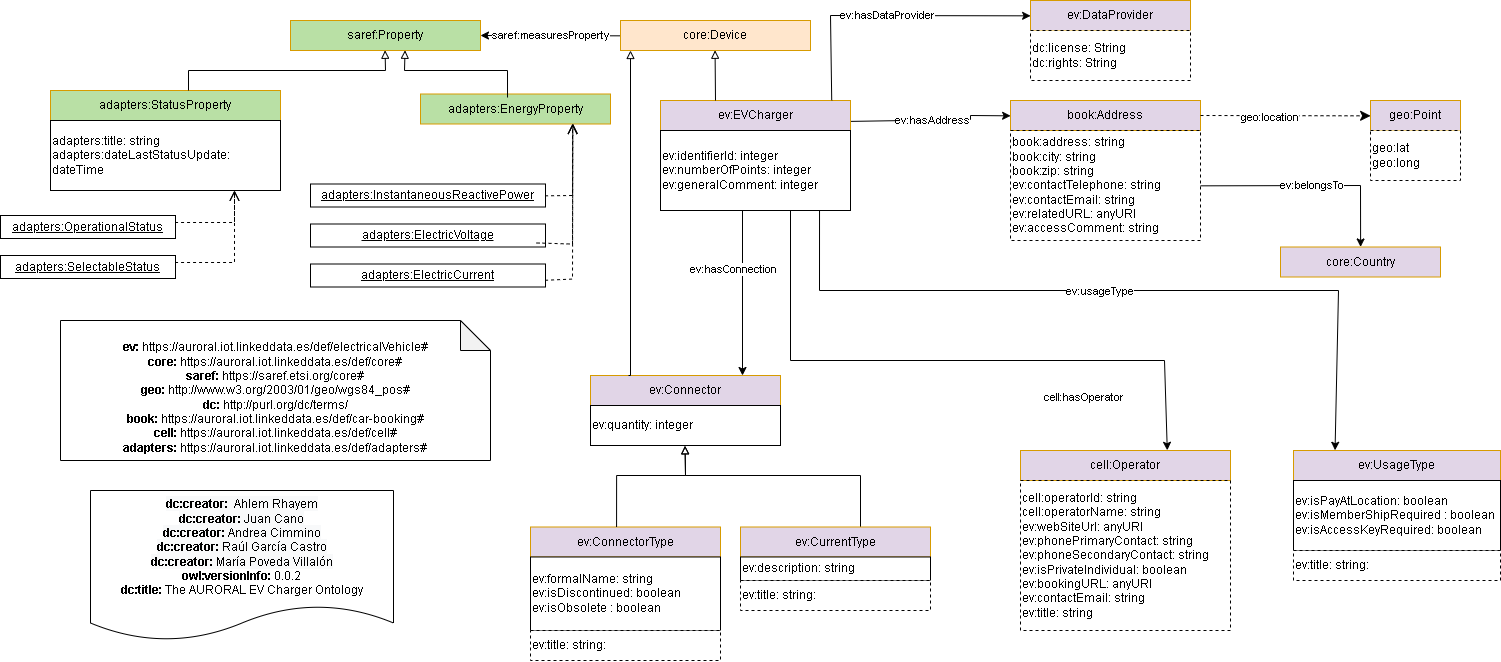 saref:Property
saref:measuresProperty
core:Device
ev:hasDataProvider
ev:DataProvider
dc:license: String
dc:rights: String
adapters:StatusProperty
adapters:title: string
adapters:dateLastStatusUpdate:
dateTime
adapters:EnergyProperty
ev:EVCharger
ev:identifierId: integer
ev:numberOfPoints: integer
ev:generalComment: integer
ev:hasAddress
book:Address
book:address: string
book:city: string
book:zip: string
ev:contactTelephone: string
ev:contactEmail: string
ev:relatedURL: anyURI
ev:accessComment: string
geo:location
geo:Point
geo:lat
geo:long
ev:belongsTo
core:Country
adapters:OperationalStatus
adapters:SelectableStatus
adapters:InstantaneousReactivePower
adapters:ElectricVoltage
adapters:ElectricCurrent
ev:hasConnection
ev:usageType
ev: https://auroral.iot.linkeddata.es/def/electricalVehicle#
core: https://auroral.iot.linkeddata.es/def/core#
saref: https://saref.etsi.org/core#
geo: http://www.w3.org/2003/01/geo/wgs84_pos#
dc: http://purl.org/dc/terms/
book: https://auroral.iot.linkeddata.es/def/car-booking#
cell: https://auroral.iot.linkeddata.es/def/cell#
adapters: https://auroral.iot.linkeddata.es/def/adapters#
ev:Connector
ev:quantity: integer
cell:hasOperator
dc:creator: Ahlem Rhayem
dc:creator: Juan Cano
dc:creator: Andrea Cimmino
dc:creator: Raúl García Castro
dc:creator: María Poveda Villalón
owl:versionInfo: 0.0.2
dc:title: The AURORAL EV Charger Ontology
ev:ConnectorType
ev:formalName: string
ev:isDiscontinued: boolean
ev:isObsolete : boolean
ev:title: string:
ev:CurrentType
ev:description: string
ev:title: string:
cell:Operator
cell:operatorId: string
cell:operatorName: string
ev:webSiteUrl: anyURI
ev:phonePrimaryContact: string
ev:phoneSecondaryContact: string
ev:isPrivateIndividual: boolean
ev:bookingURL: anyURI
ev:contactEmail: string
ev:title: string
ev:UsageType
ev:isPayAtLocation: boolean
ev:isMemberShipRequired : boolean
ev:isAccessKeyRequired: boolean
ev:title: string: